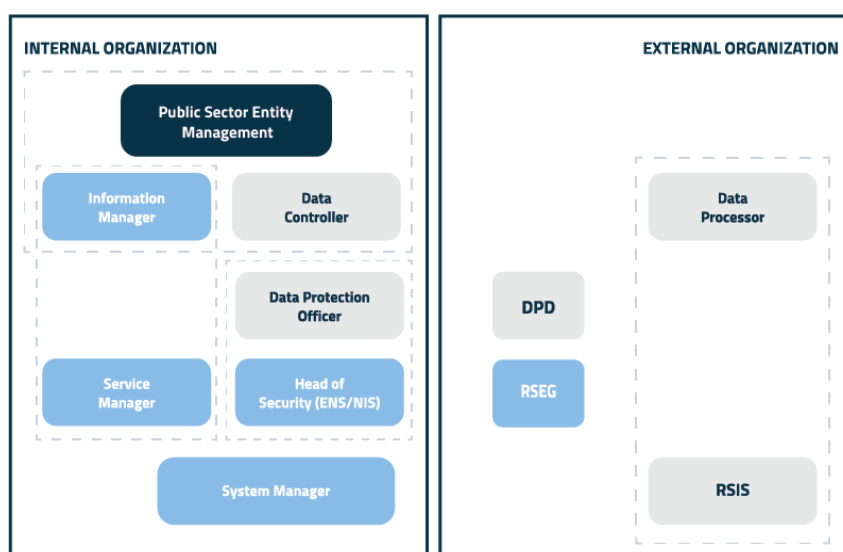 INTERNAL ORGANIZATION
Public Sector Entity
Management
Information
Manager
Data
Controller
Data Protection
Officer
Service
Manager
Head of
Security (ENS/NIS)
System Manager
EXTERNAL ORGANIZATION
Data
Processor
DPD
RSEG
RSIS